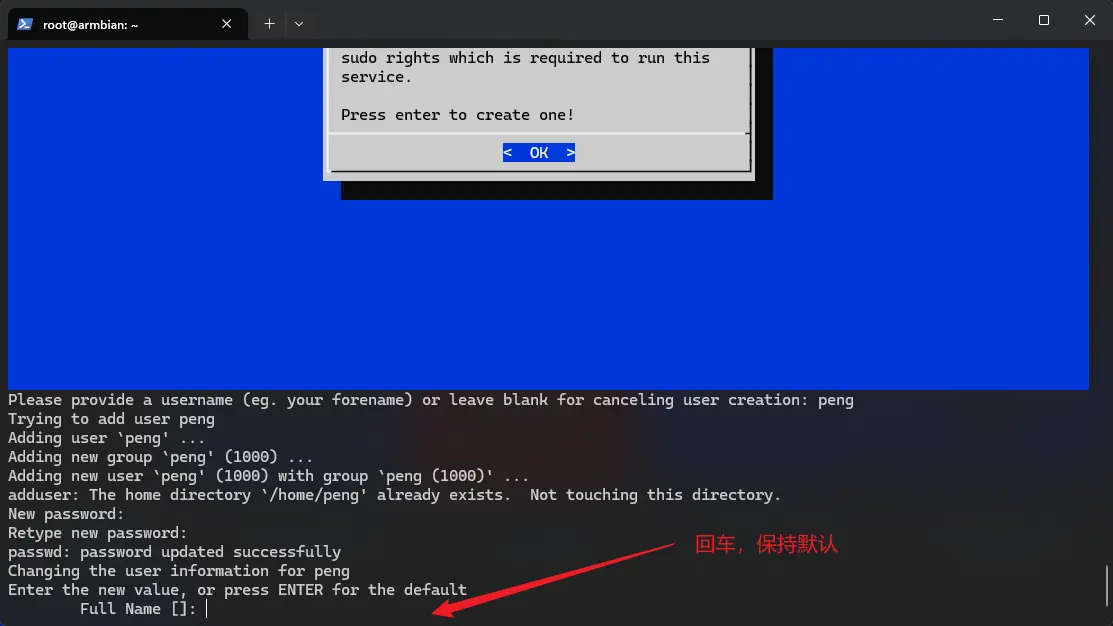 root@armbian: ~
sudo rights which is required to run this
service.
Press enter to create one!
<  OK  >
Please provide a username (eg. your forename) or leave blank for canceling user creation: peng
Trying to add user peng
Adding user `peng' ...
Adding new group `peng' (1000) ...
Adding new user `peng' (1000) with group `peng (1000)' ...
adduser: The home directory `/home/peng' already exists.  Not touching this directory.
New password:
Retype new password:
passwd: password updated successfully
回车，保持默认
Changing the user information for peng
Enter the new value, or press ENTER for the default
Full Name []: